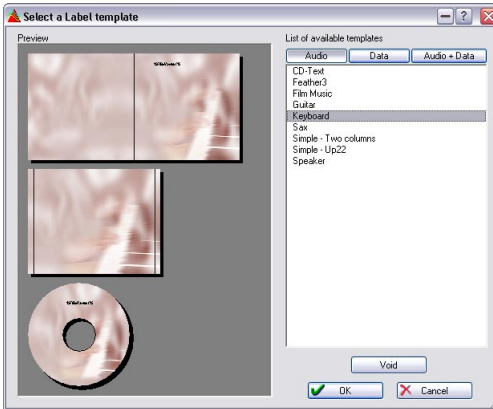 Select a Label template
Preview
List of available templates
Audio
Data
Audio + Data
CD-Text
Feather3
Film Music
Guitar
Keyboard
Sax
Simple - Two columns
Simple - Up22
Speaker
Void
OK
Cancel